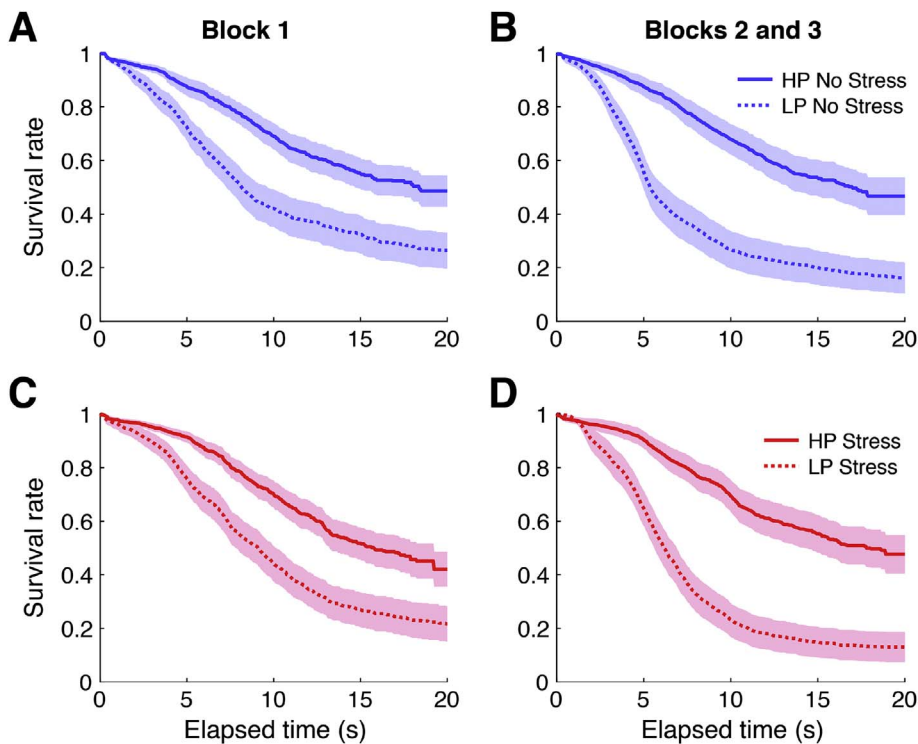 A
Block 1
B
Blocks 2 and 3
Survival rate
1
0.8
0.6
0.4
0.2
0
0 5 10 15 20
1
0.8
0.6
0.4
0.2
0
0 5 10 15 20
HP No Stress
LP No Stress
C
D
Survival rate
1
0.8
0.6
0.4
0.2
0
0 5 10 15 20
Elapsed time (s)
1
0.8
0.6
0.4
0.2
0
0 5 10 15 20
Elapsed time (s)
HP Stress
LP Stress